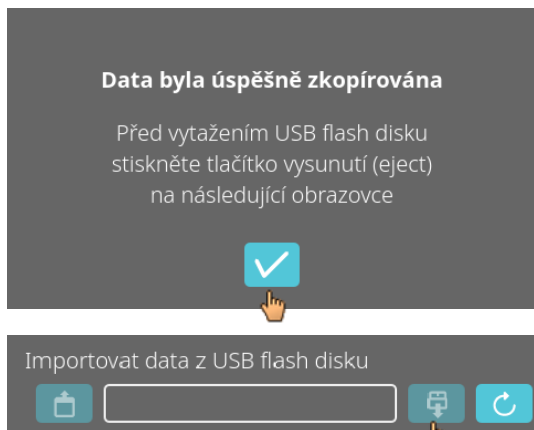 Data byla úspěšně zkopírována
Před vytažením USB flash disku
stiskněte tlačítko vysunutí (eject)
na následující obrazovce
Importovat data z USB flash disku